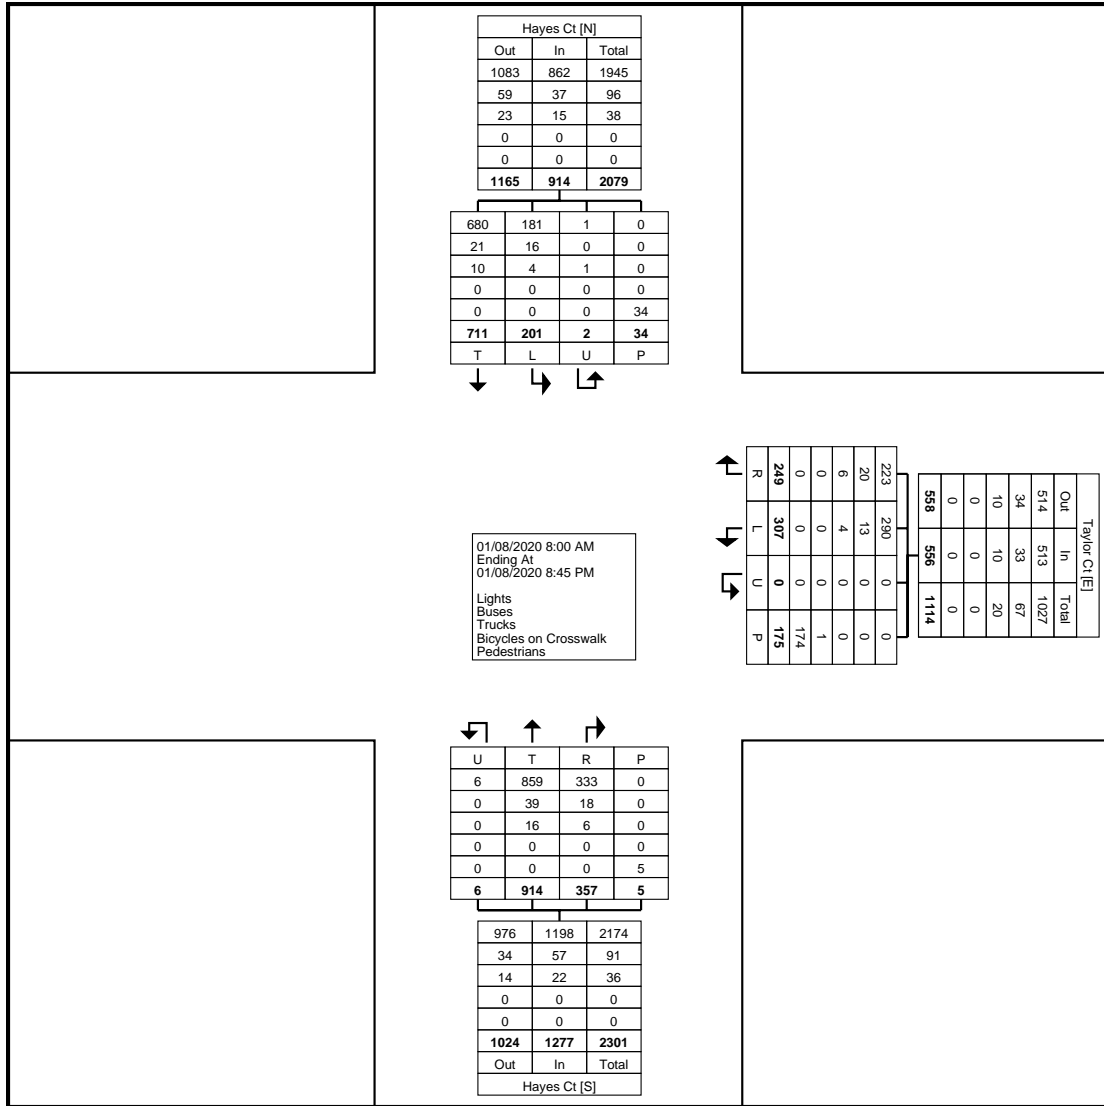 Hayes Ct [N]
Out In Total
1083 862 1945
59 37 96
23 15 38
0 0 0
0 0 0
1165 914 2079
680 181 1 0
21 16 0 0
10 4 1 0
0 0 0 0
0 0 0 34
711 201 2 34
T L U P
Taylor Ct [E]
Out In Total
514 513 1027
34 33 67
10 10 20
0 0 0
0 0 0
558 556 1114
223 290 0 0
20 13 0 0
6 4 0 0
0 0 0 1
0 0 0 174
249 307 0 175
R L U P
01/08/2020 8:00 AM
Ending At
01/08/2020 8:45 PM
Lights
Buses
Trucks
Bicycles on Crosswalk
Pedestrians
U T R P
6 859 333 0
0 39 18 0
0 16 6 0
0 0 0 0
0 0 0 5
6 914 357 5
976 1198 2174
34 57 91
14 22 36
0 0 0
0 0 0
1024 1277 2301
Out In Total
Hayes Ct [S]